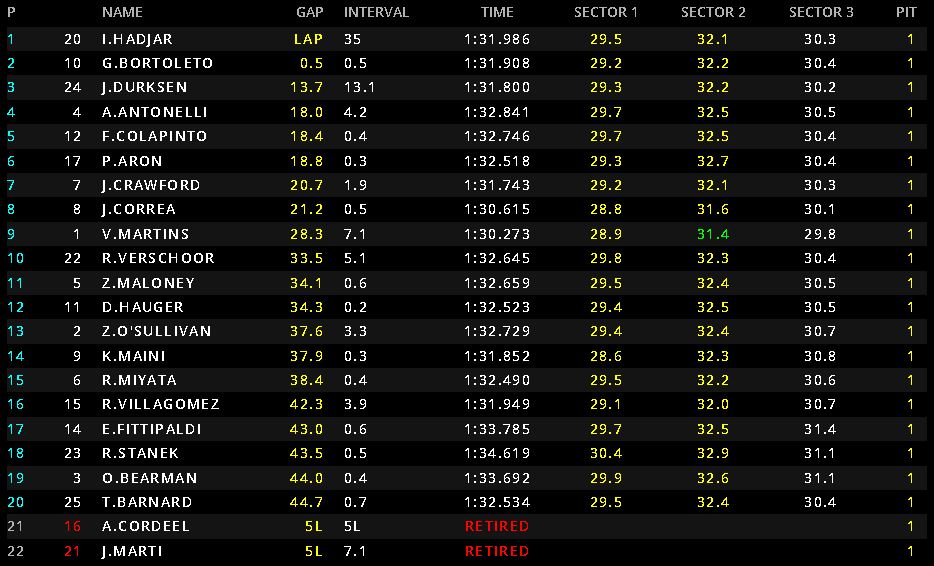 P NAME GAP INTERVAL TIME SECTOR 1 SECTOR 2 SECTOR 3 PIT
1 20 I.HADJAR LAP 35 1:31.986 29.5 32.1 30.3 1
2 10 G.BORTOLETO 0.5 0.5 1:31.908 29.2 32.2 30.4 1
3 24 J.DURKSEN 13.7 13.1 1:31.800 29.3 32.2 30.2 1
4 4 A.ANTONELLI 18.0 4.2 1:32.841 29.7 32.5 30.5 1
5 12 F.COLAPINTO 18.4 0.4 1:32.746 29.7 32.5 30.4 1
6 17 P.ARON 18.8 0.3 1:32.518 29.3 32.7 30.4 1
7 7 J.CRAWFORD 20.7 1.9 1:31.743 29.2 32.1 30.3 1
8 8 J.CORREA 21.2 0.5 1:30.615 28.8 31.6 30.1 1
9 1 V.MARTINS 28.3 7.1 1:30.273 28.9 31.4 29.8 1
10 22 R.VERSCHOOR 33.5 5.1 1:32.645 29.8 32.3 30.4 1
11 5 Z.MALONEY 34.1 0.6 1:32.659 29.5 32.4 30.5 1
12 11 D.HAUGER 34.3 0.2 1:32.523 29.4 32.5 30.5 1
13 2 Z.O'SULLIVAN 37.6 3.3 1:32.729 29.4 32.4 30.7 1
14 9 K.MAINI 37.9 0.3 1:31.852 28.6 32.3 30.8 1
15 6 R.MIYATA 38.4 0.4 1:32.490 29.5 32.2 30.6 1
16 15 R.VILLAGOMEZ 42.3 3.9 1:31.949 29.1 32.0 30.7 1
17 14 E.FITTIPALDI 43.0 0.6 1:33.785 29.7 32.5 31.4 1
18 23 R.STANEK 43.5 0.5 1:34.619 30.4 32.9 31.1 1
19 3 O.BEARMAN 44.0 0.4 1:33.692 29.9 32.6 31.1 1
20 25 T.BARNARD 44.7 0.7 1:32.534 29.5 32.4 30.4 1
21 16 A.CORDEEL 5L 5L RETIRED 1
22 21 J.MARTI 5L 7.1 RETIRED 1